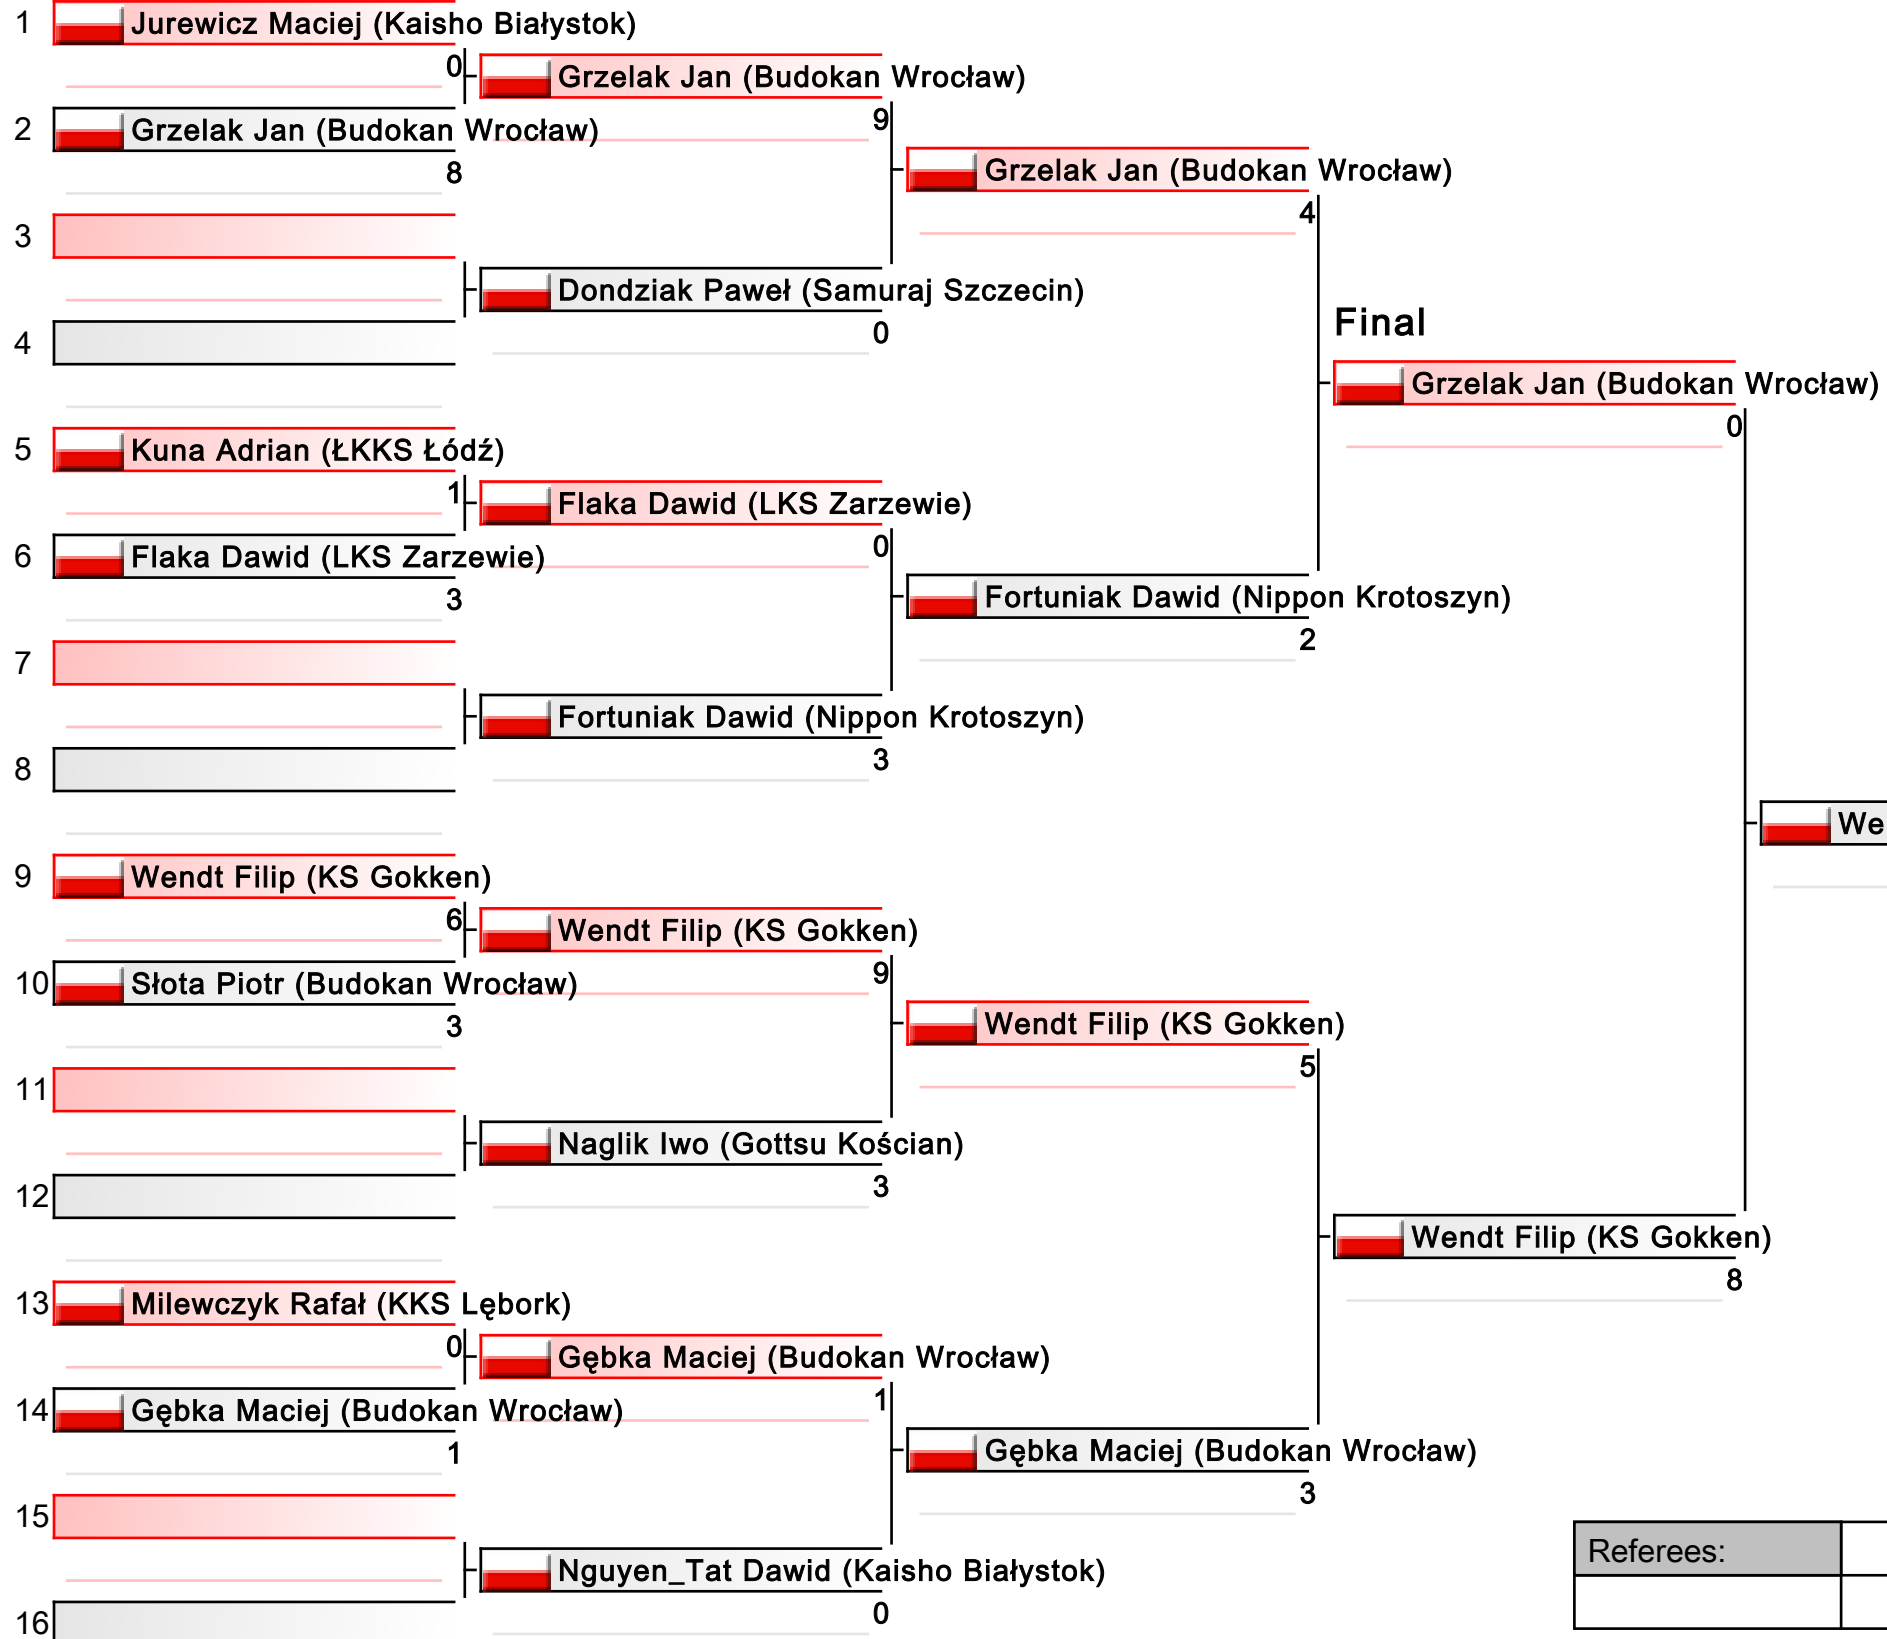 1 Jurewicz Maciej (Kaisho Białystok)
0
Grzelak Jan (Budokan Wrocław)
9
2 Grzelak Jan (Budokan Wrocław)
8
Grzelak Jan (Budokan Wrocław)
4
3
Dondziak Paweł (Samuraj Szczecin)
0
4
Final
Grzelak Jan (Budokan Wrocław)
0
5 Kuna Adrian (ŁKKS Łódź)
1
Flaka Dawid (LKS Zarzewie)
0
6 Flaka Dawid (LKS Zarzewie)
3
Fortuniak Dawid (Nippon Krotoszyn)
2
7
Fortuniak Dawid (Nippon Krotoszyn)
3
8
We
9 Wendt Filip (KS Gokken)
6
Wendt Filip (KS Gokken)
9
10 Słota Piotr (Budokan Wrocław)
3
Wendt Filip (KS Gokken)
5
11
Naglik Iwo (Gottsu Kościan)
3
12
Wendt Filip (KS Gokken)
8
13 Milewczyk Rafał (KKS Lębork)
0
Gębka Maciej (Budokan Wrocław)
1
14 Gębka Maciej (Budokan Wrocław)
1
Gębka Maciej (Budokan Wrocław)
3
15
Nguyen_Tat Dawid (Kaisho Białystok)
0
16
Referees: